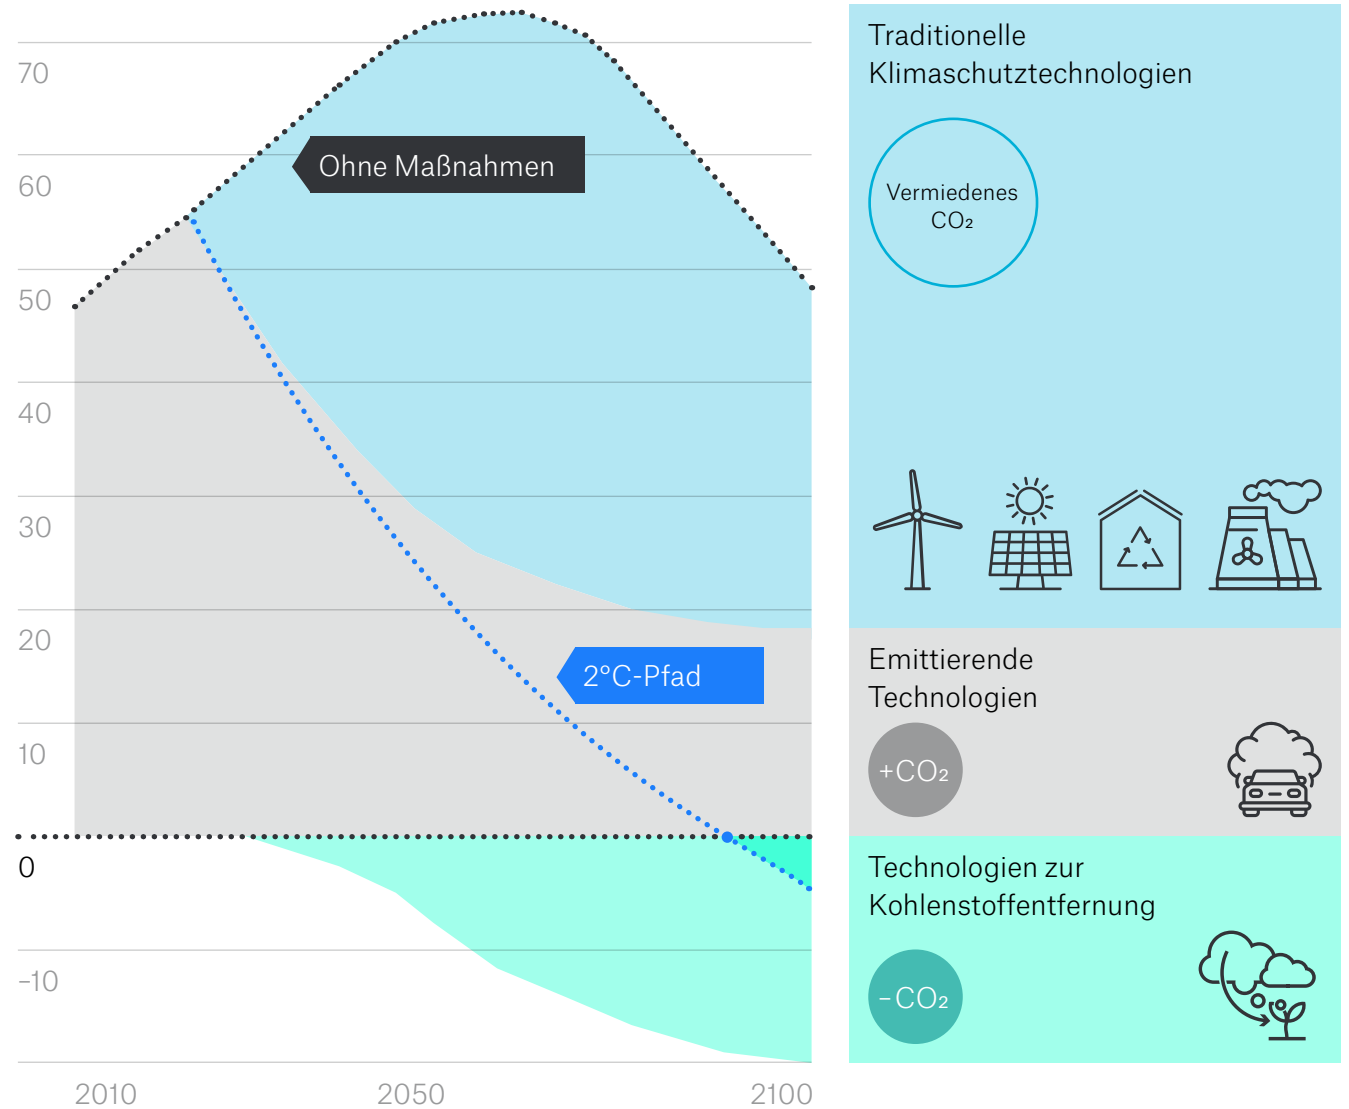 70
60
50
40
30
20
10
0
-10
2010
2050
2100
Ohne Maßnahmen
2°C-Pfad
Traditionelle
Klimaschutztechnologien
Vermiedenes
CO₂
Emittierende
Technologien
+CO₂
Technologien zur
Kohlenstoffentfernung
-CO₂